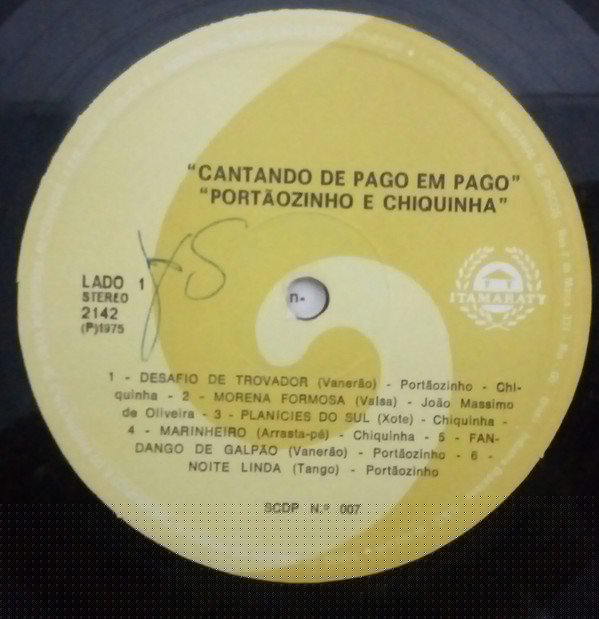 "CANTANDO DE PAGO EM PAGO"
"PORTÃOZINHO E CHIQUINHA"
LADO 1
STEREO
2142
(P)1975
ITAMARATY
n-
1 - DESAFIO DE TROVADOR (Vanerão) - Portãozinho - Chi-
quinha - 2 - MORENA FORMOSA (Valsa) - João Massimo
de Oliveira - 3 - PLANICIES DO SUL (Xote) - Chiquinha -
4 - MARINHEIRO (Arrasta-pé) - Chiquinha - 5 - FAN-
DANGO DE GALPÃO (Vanerão) - Portãozinho - 6 -
NOITE LINDA (Tango) - Portãozinho
SCDP N.º 007